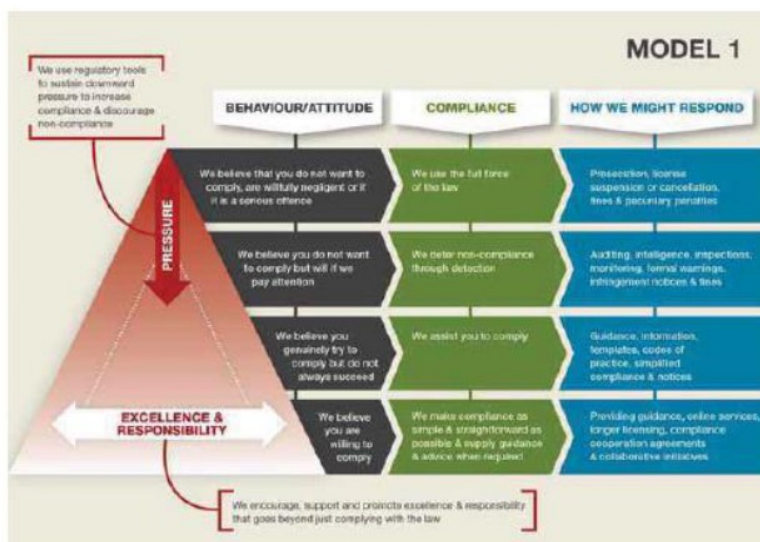 MODEL 1
We use regulatory tools
to sustain downward
pressure to increase
compliance & discourage
non-compliance
BEHAVIOUR/ATTITUDE
COMPLIANCE
HOW WE MIGHT RESPOND
PRESSURE
We believe that you do not want to
comply, are willfully negligent or if
it is a serious offence
We use the full force
of the law
Prosecution, license
suspension or cancellation,
fines & pecuniary penalties
We believe you do not want
to comply but will if we
pay attention
We deter non-compliance
through detection
Auditing, intelligence, inspections,
monitoring, formal warnings,
infringement notices & fines
We believe you
genuinely try to
comply but do not
always succeed
We assist you to comply
Guidance, information,
templates, codes of
practice, simplified
compliance & notices
EXCELLENCE &
RESPONSIBILITY
We believe
you are
willing to
comply
We make compliance as
simple & straightforward as
possible & supply guidance
& advice when required
Providing guidance, online services,
longer licensing, compliance
cooperation agreements
& collaborative initiatives
We encourage, support and promote excellence & responsibility
that goes beyond just complying with the law